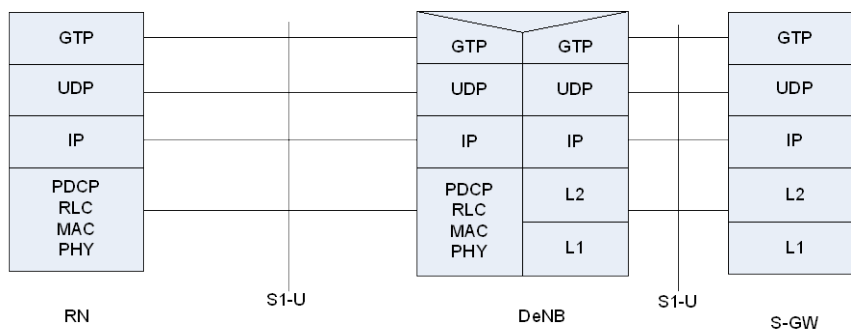 GTP
GTP
GTP
GTP
UDP
UDP
UDP
UDP
IP
IP
IP
IP
PDCP
RLC
MAC
PHY
PDCP
RLC
MAC
PHY
L2
L1
L2
L1
S1-U
S1-U
RN
DeNB
S-GW